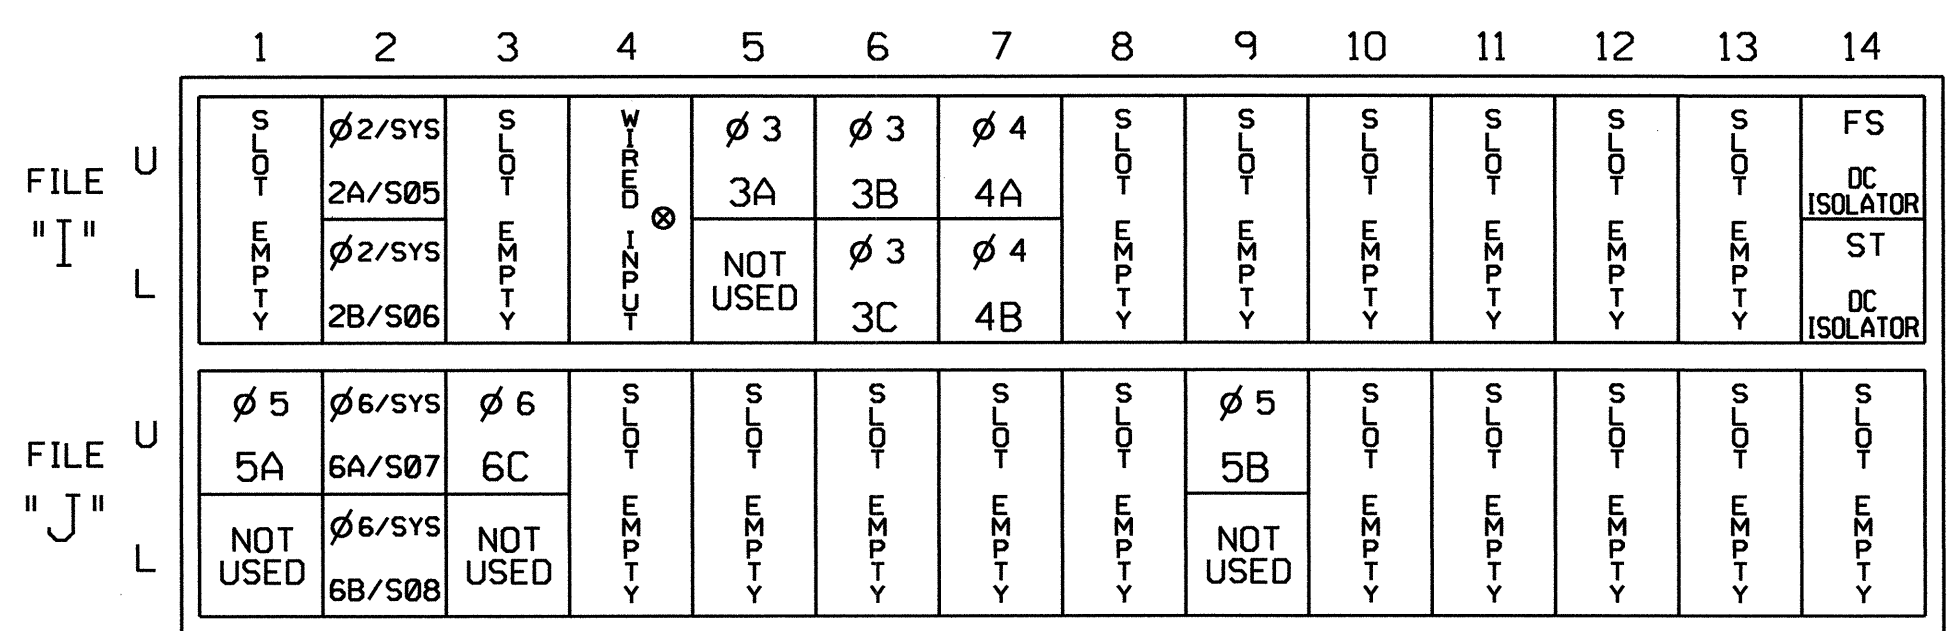 1 2 3 4 5 6 7 8 9 10 11 12 13 14
FILE "I"
U
L
SLOT EMPTY
Ø2/SYS
2A/S05
Ø2/SYS
2B/S06
SLOT EMPTY
WIRED INPUT ⊗
Ø 3
3A
NOT
USED
Ø 3
3B
Ø 3
3C
Ø 4
4A
Ø 4
4B
SLOT EMPTY
SLOT EMPTY
SLOT EMPTY
SLOT EMPTY
SLOT EMPTY
SLOT EMPTY
FS
DC
ISOLATOR
ST
DC
ISOLATOR
FILE "J"
U
L
Ø 5
5A
NOT
USED
Ø6/SYS
6A/S07
Ø6/SYS
6B/S08
Ø 6
6C
NOT
USED
SLOT EMPTY
SLOT EMPTY
SLOT EMPTY
SLOT EMPTY
SLOT EMPTY
Ø 5
5B
NOT
USED
SLOT EMPTY
SLOT EMPTY
SLOT EMPTY
SLOT EMPTY
SLOT EMPTY